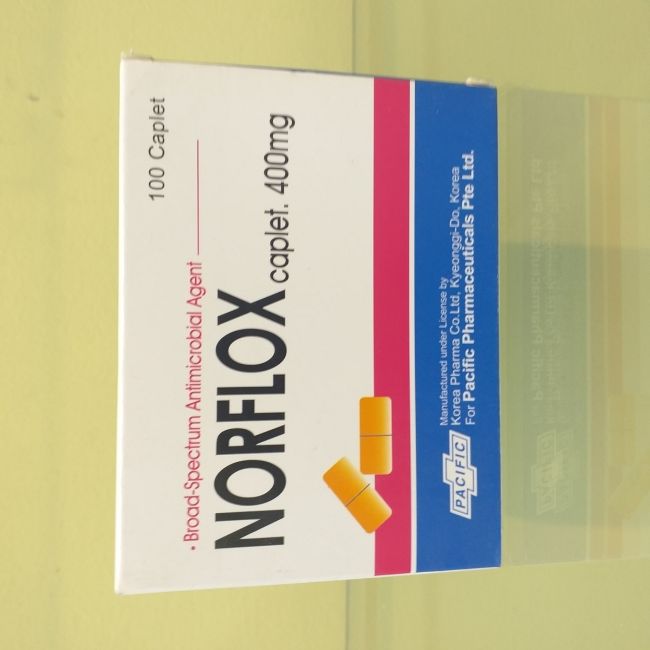 100 Caplet
• Broad-Spectrum Antimicrobial Agent
NORFLOX caplet. 400mg
PACIFIC
Manufactured under License by
Korea Pharma Co.Ltd, Kyeonggi-Do, Korea
For Pacific Pharmaceuticals Pte Ltd.